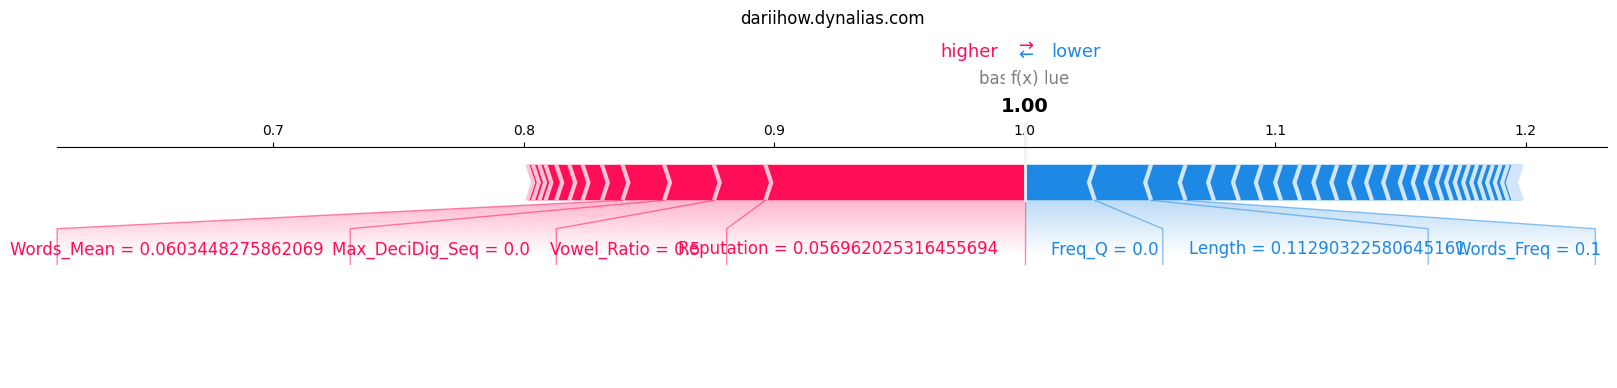 dariihow.dynalias.com
higher ⇄ lower
bas f(x) lue
1.00
0.7 0.8 0.9 1.0 1.1 1.2
Words_Mean = 0.0603448275862069 Max_DeciDig_Seq = 0.0 Vowel_Ratio = 0.5 Reputation = 0.056962025316455694 Freq_Q = 0.0 Length = 0.11290322580645161 Words_Freq = 0.1